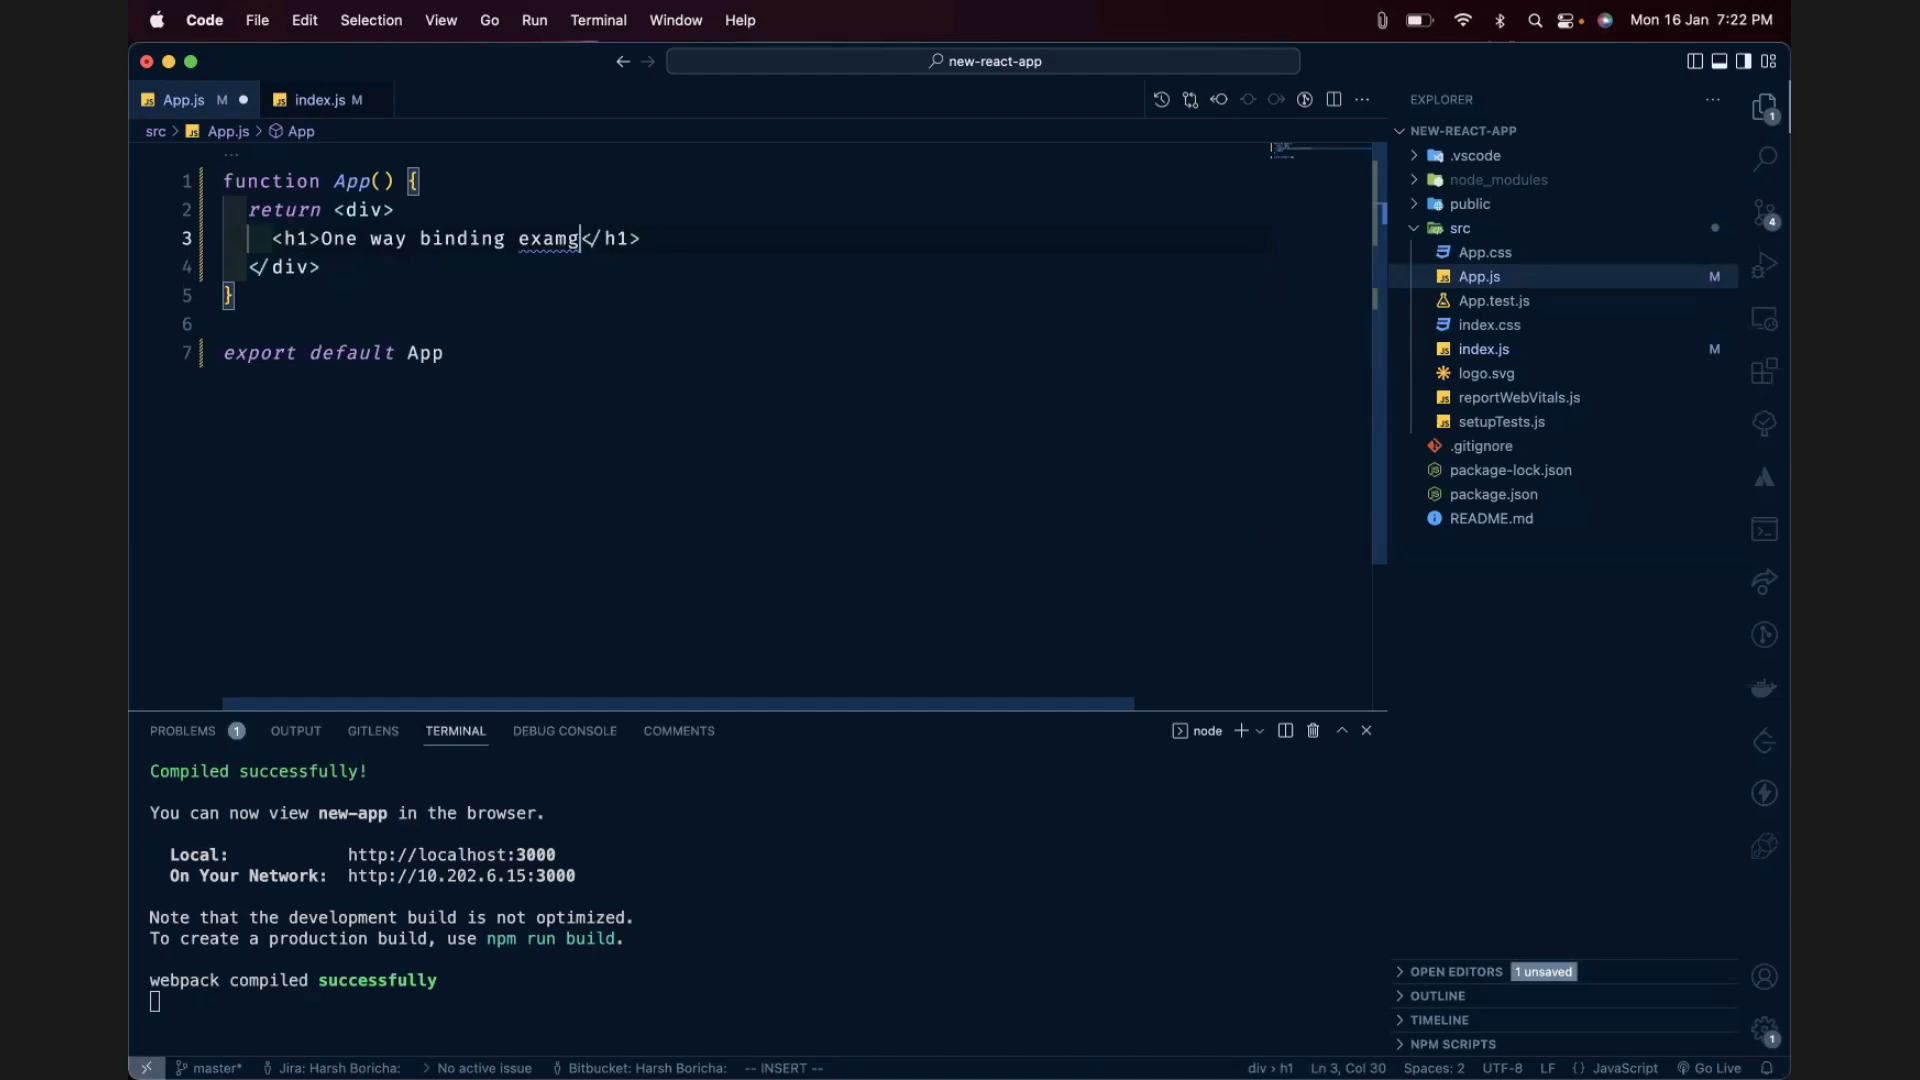 Code File Edit Selection View Go Run Terminal Window Help Mon 16 Jan 7:22 PM
new-react-app
App.js M index.js M
src > App.js > App
EXPLORER
NEW-REACT-APP
.vscode
node_modules
public
src
App.css
App.js M
App.test.js
index.css
index.js M
logo.svg
reportWebVitals.js
setupTests.js
.gitignore
package-lock.json
package.json
README.md
1
4
...
1 function App() {
2 return <div>
3 <h1>One way binding examg</h1>
4 </div>
5 }
6
7 export default App
PROBLEMS 1 OUTPUT GITLENS TERMINAL DEBUG CONSOLE COMMENTS node
Compiled successfully!
You can now view new-app in the browser.
Local: http://localhost:3000
On Your Network: http://10.202.6.15:3000
Note that the development build is not optimized.
To create a production build, use npm run build.
webpack compiled successfully
OPEN EDITORS 1 unsaved
OUTLINE
TIMELINE
NPM SCRIPTS
1
master* Jira: Harsh Boricha: > No active issue Bitbucket: Harsh Boricha: -- INSERT -- div > h1 Ln 3, Col 30 Spaces: 2 UTF-8 LF {} JavaScript Go Live